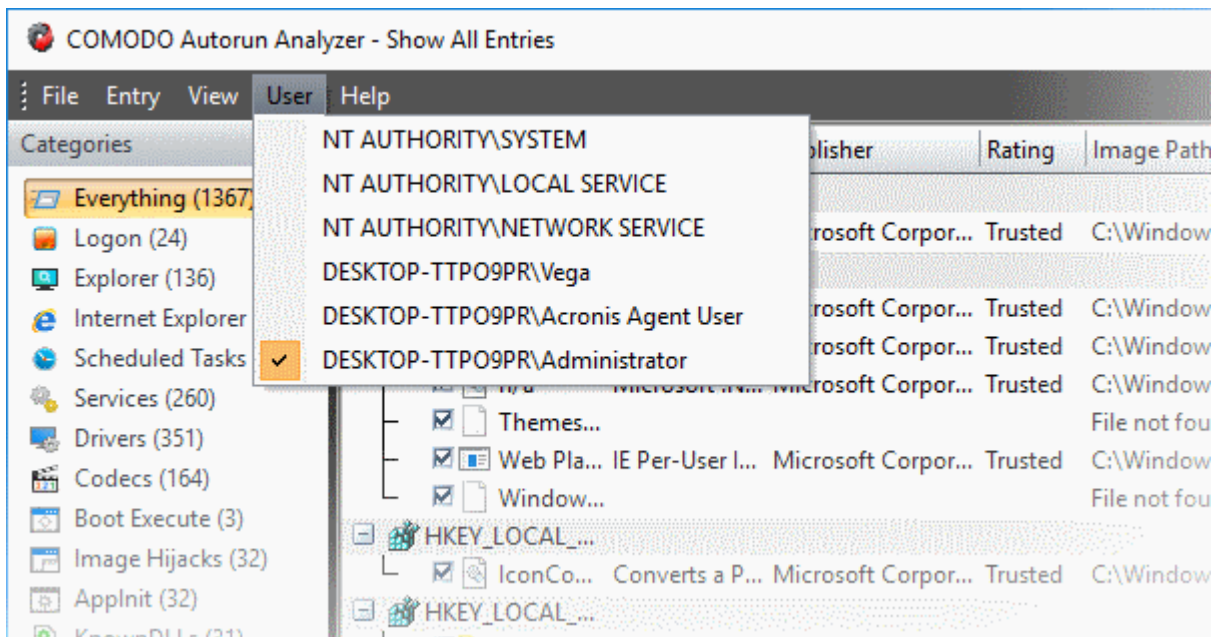 COMODO Autorun Analyzer - Show All Entries
File Entry View User Help
Categories
NT AUTHORITY\SYSTEM
NT AUTHORITY\LOCAL SERVICE
NT AUTHORITY\NETWORK SERVICE
DESKTOP-TTPO9PR\Vega
DESKTOP-TTPO9PR\Acronis Agent User
DESKTOP-TTPO9PR\Administrator
Everything (1367)
Logon (24)
Explorer (136)
Internet Explorer
Scheduled Tasks
Services (260)
Drivers (351)
Codecs (164)
Boot Execute (3)
Image Hijacks (32)
AppInit (32)
blisher Rating Image Path
rosoft Corpor... Trusted C:\Window
rosoft Corpor... Trusted C:\Window
rosoft Corpor... Trusted C:\Window
n/a Microsoft .N... Microsoft Corpor... Trusted C:\Window
Themes... File not fou
Web Pla... IE Per-User I... Microsoft Corpor... Trusted C:\Window
Window... File not fou
HKEY_LOCAL_...
IconCo... Converts a P... Microsoft Corpor... Trusted C:\Window
HKEY_LOCAL_...